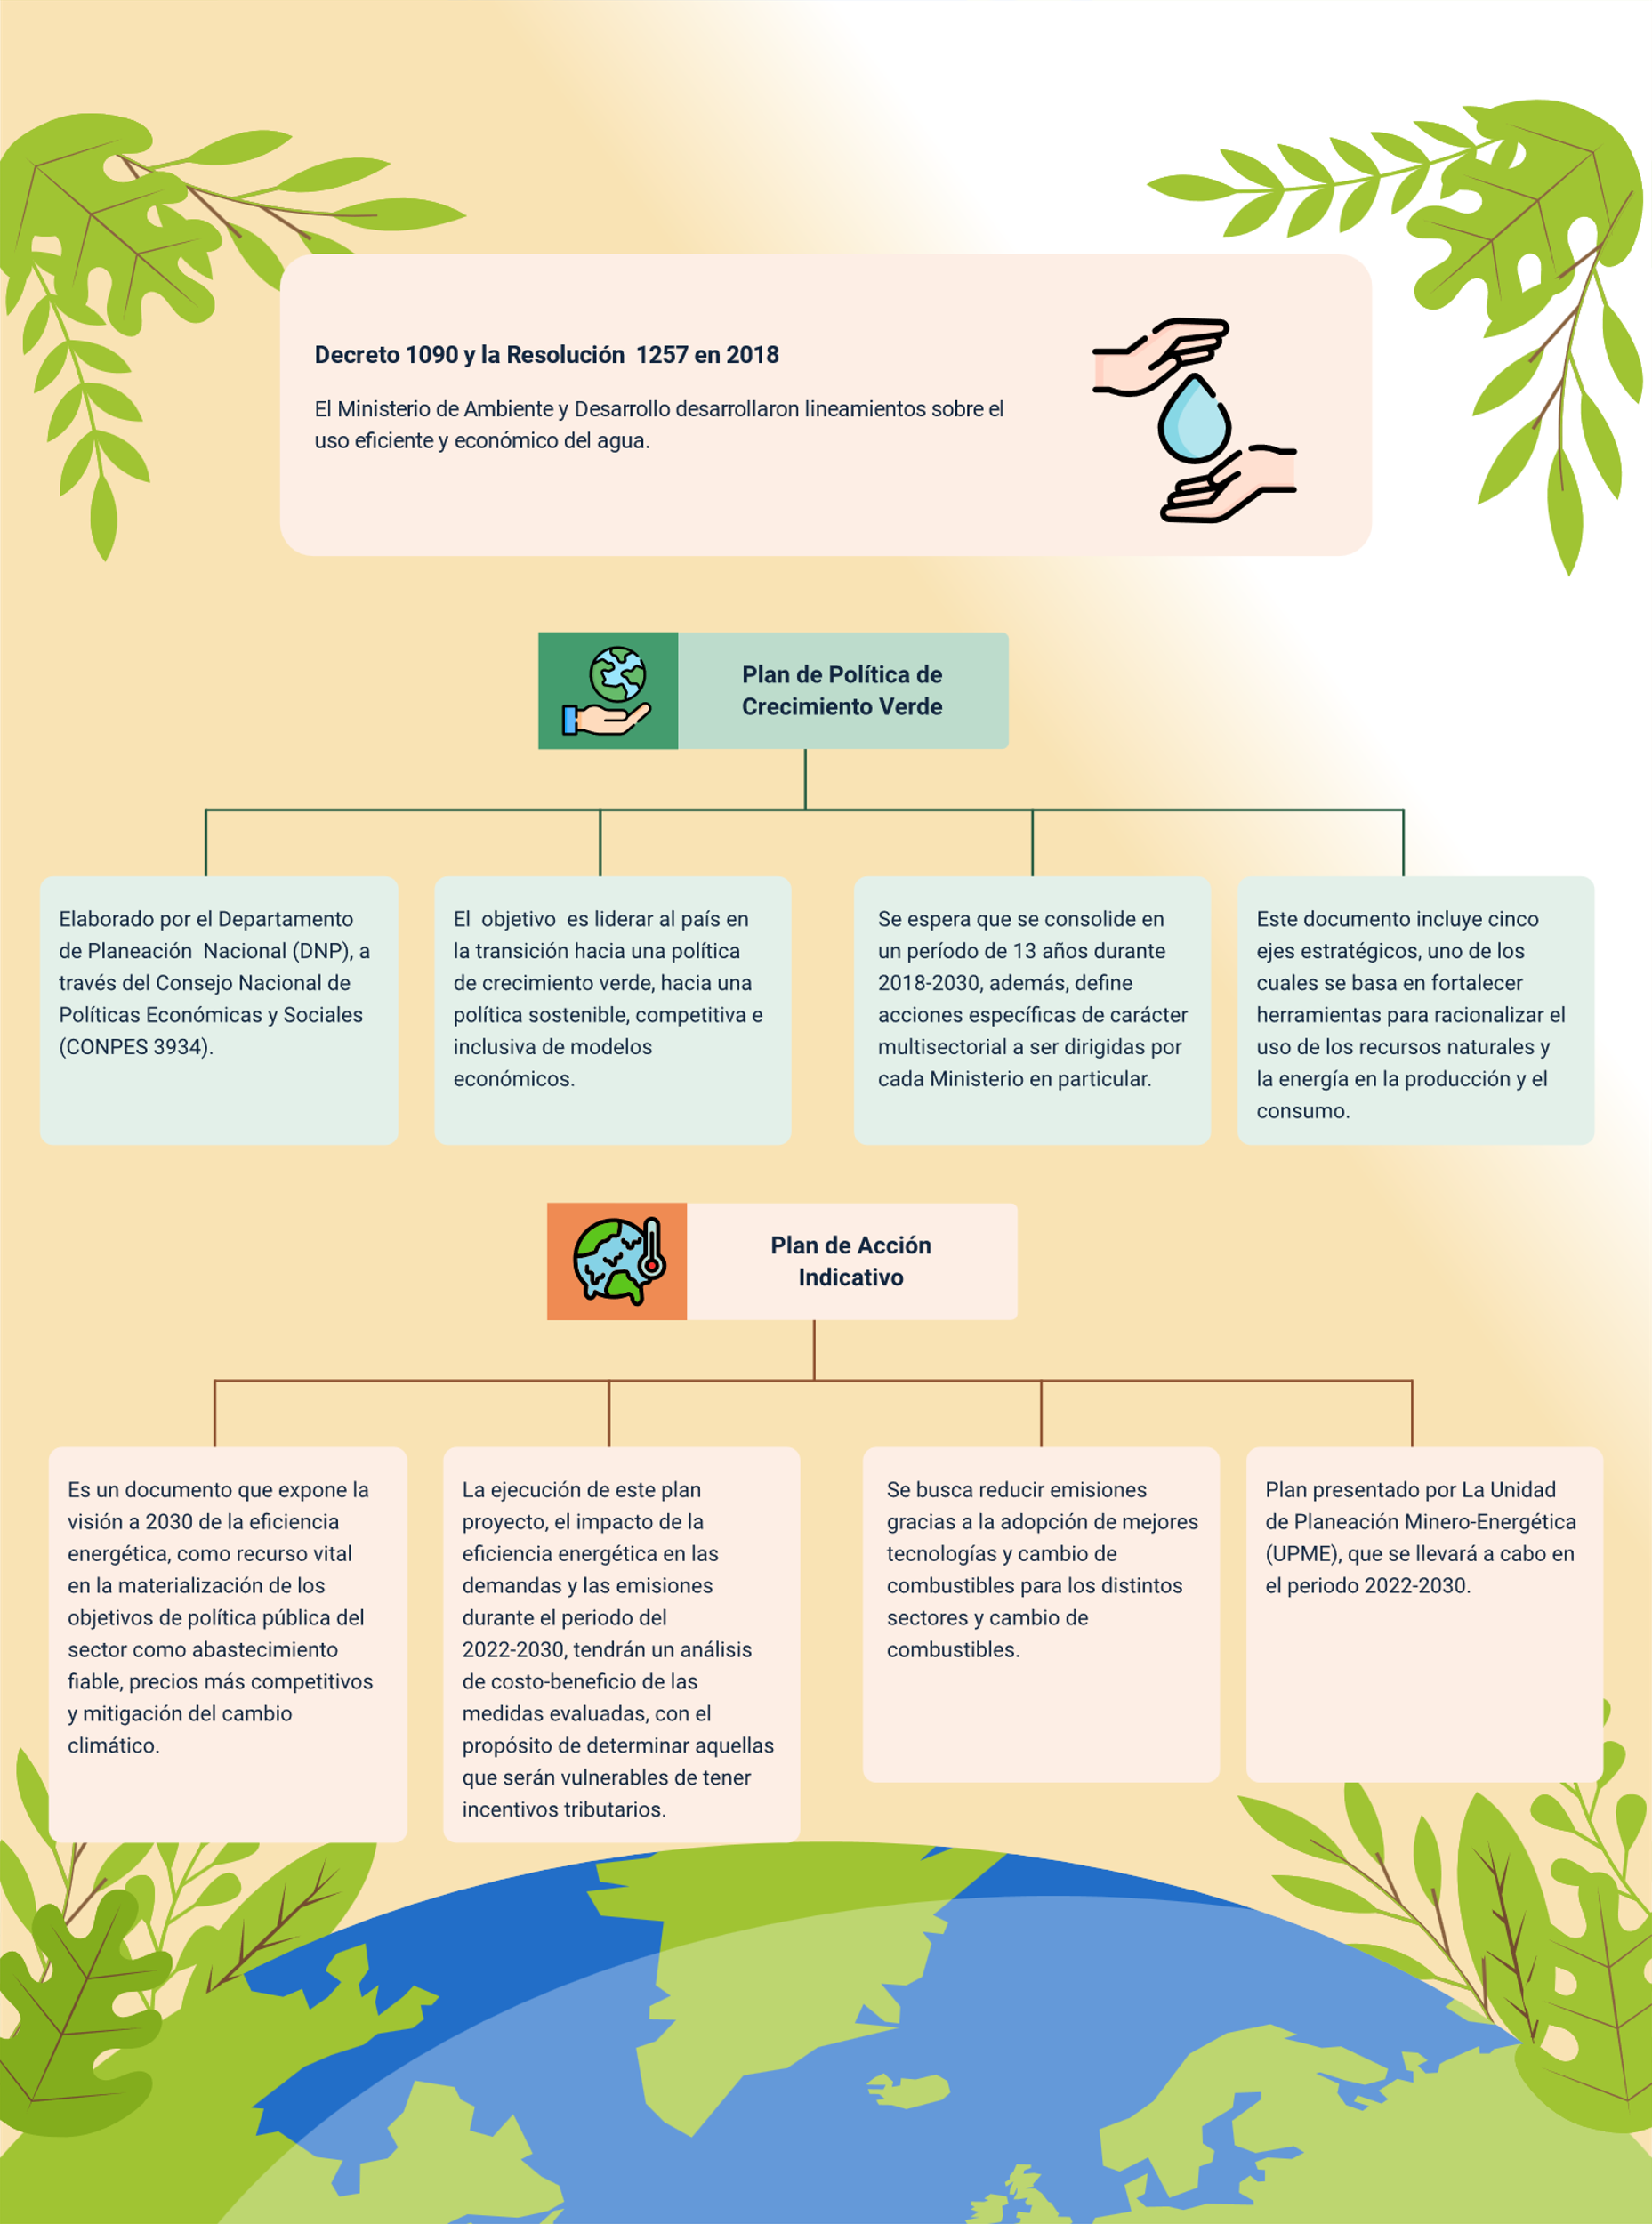 Decreto 1090 y la Resolución  1257 en 2018
El Ministerio de Ambiente y Desarrollo desarrollaron lineamientos sobre el
uso eficiente y económico del agua.
Plan de Política de
Crecimiento Verde
Elaborado por el Departamento
de Planeación  Nacional (DNP), a
través del Consejo Nacional de
Políticas Económicas y Sociales
(CONPES 3934).
El  objetivo  es liderar al país en
la transición hacia una política
de crecimiento verde, hacia una
política sostenible, competitiva e
inclusiva de modelos
económicos.
Se espera que se consolide en
un período de 13 años durante
2018-2030, además, define
acciones específicas de carácter
multisectorial a ser dirigidas por
cada Ministerio en particular.
Este documento incluye cinco
ejes estratégicos, uno de los
cuales se basa en fortalecer
herramientas para racionalizar el
uso de los recursos naturales y
la energía en la producción y el
consumo.
Plan de Acción
Indicativo
Es un documento que expone la
visión a 2030 de la eficiencia
energética, como recurso vital
en la materialización de los
objetivos de política pública del
sector como abastecimiento
fiable, precios más competitivos
y mitigación del cambio
climático.
La ejecución de este plan
proyecto, el impacto de la
eficiencia energética en las
demandas y las emisiones
durante el periodo del
2022-2030, tendrán un análisis
de costo-beneficio de las
medidas evaluadas, con el
propósito de determinar aquellas
que serán vulnerables de tener
incentivos tributarios.
Se busca reducir emisiones
gracias a la adopción de mejores
tecnologías y cambio de
combustibles para los distintos
sectores y cambio de
combustibles.
Plan presentado por La Unidad
de Planeación Minero-Energética
(UPME), que se llevará a cabo en
el periodo 2022-2030.